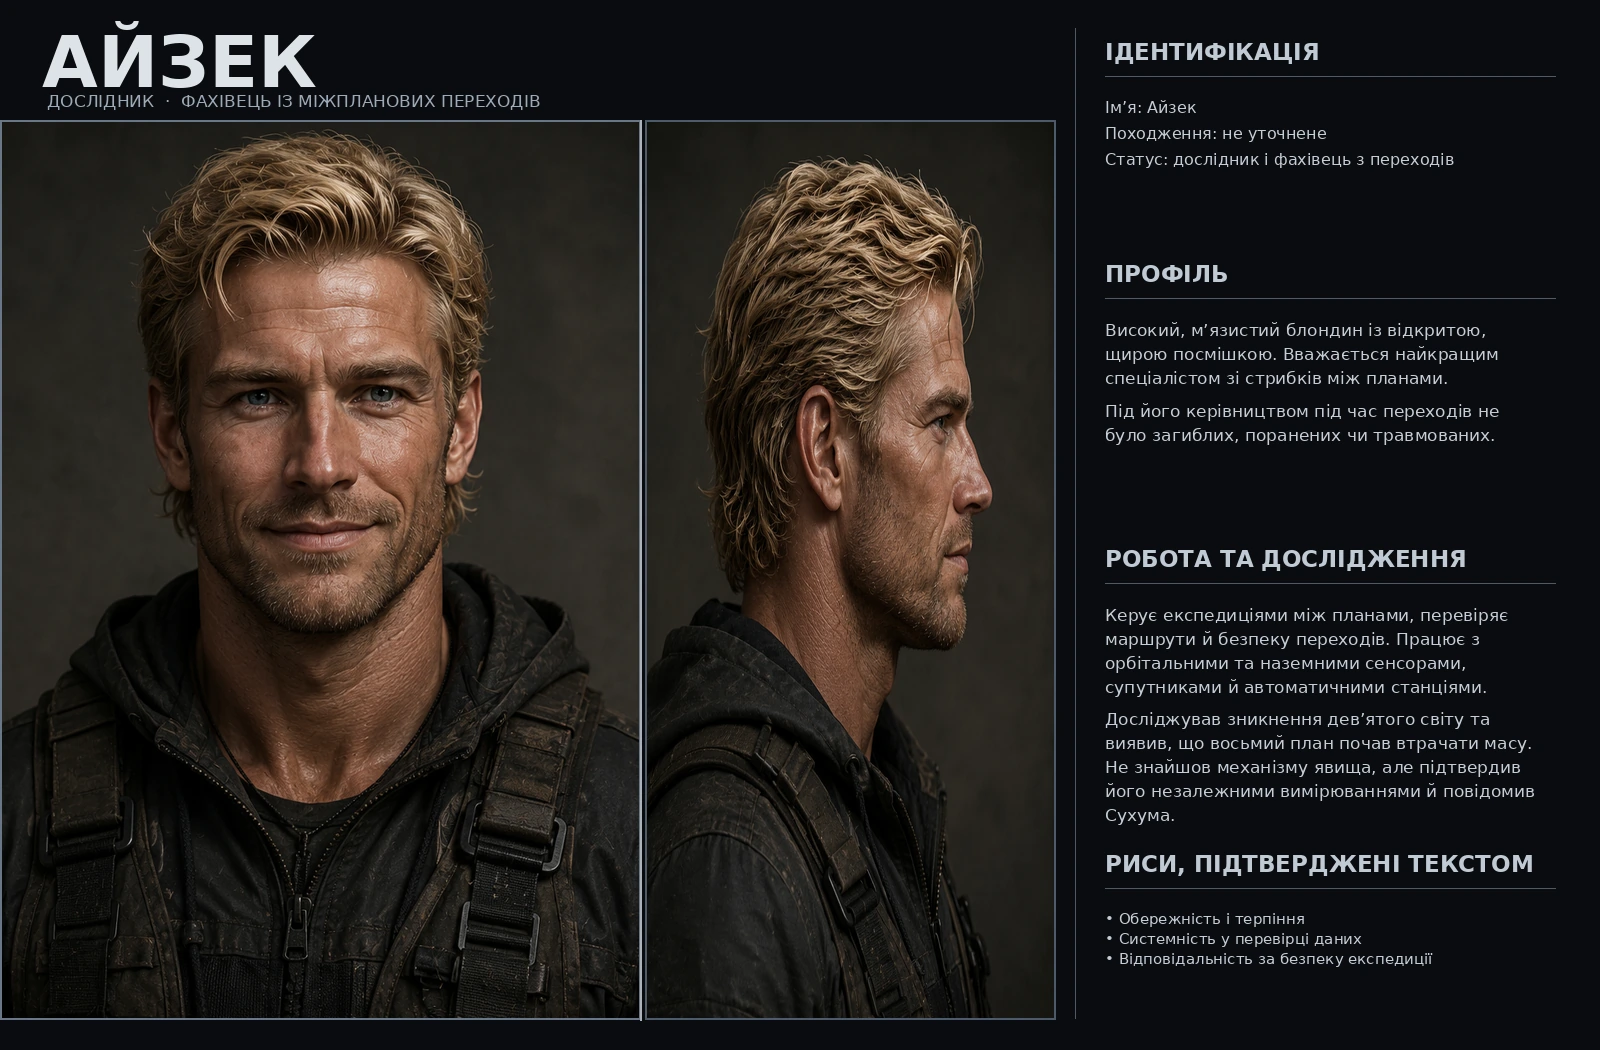 АЙЗЕК
ДОСЛІДНИК · ФАХІВЕЦЬ ІЗ МІЖПЛАНОВИХ ПЕРЕХОДІВ
ІДЕНТИФІКАЦІЯ
Ім’я: Айзек
Походження: не уточнене
Статус: дослідник і фахівець з переходів
ПРОФІЛЬ
Високий, м’язистий блондин із відкритою,
щирою посмішкою. Вважається найкращим
спеціалістом зі стрибків між планами.
Під його керівництвом під час переходів не
було загиблих, поранених чи травмованих.
РОБОТА ТА ДОСЛІДЖЕННЯ
Керує експедиціями між планами, перевіряє
маршрути й безпеку переходів. Працює з
орбітальними та наземними сенсорами,
супутниками й автоматичними станціями.
Досліджував зникнення дев’ятого світу та
виявив, що восьмий план почав втрачати масу.
Не знайшов механізму явища, але підтвердив
його незалежними вимірюваннями й повідомив
Сухума.
РИСИ, ПІДТВЕРДЖЕНІ ТЕКСТОМ
• Обережність і терпіння
• Системність у перевірці даних
• Відповідальність за безпеку експедиції